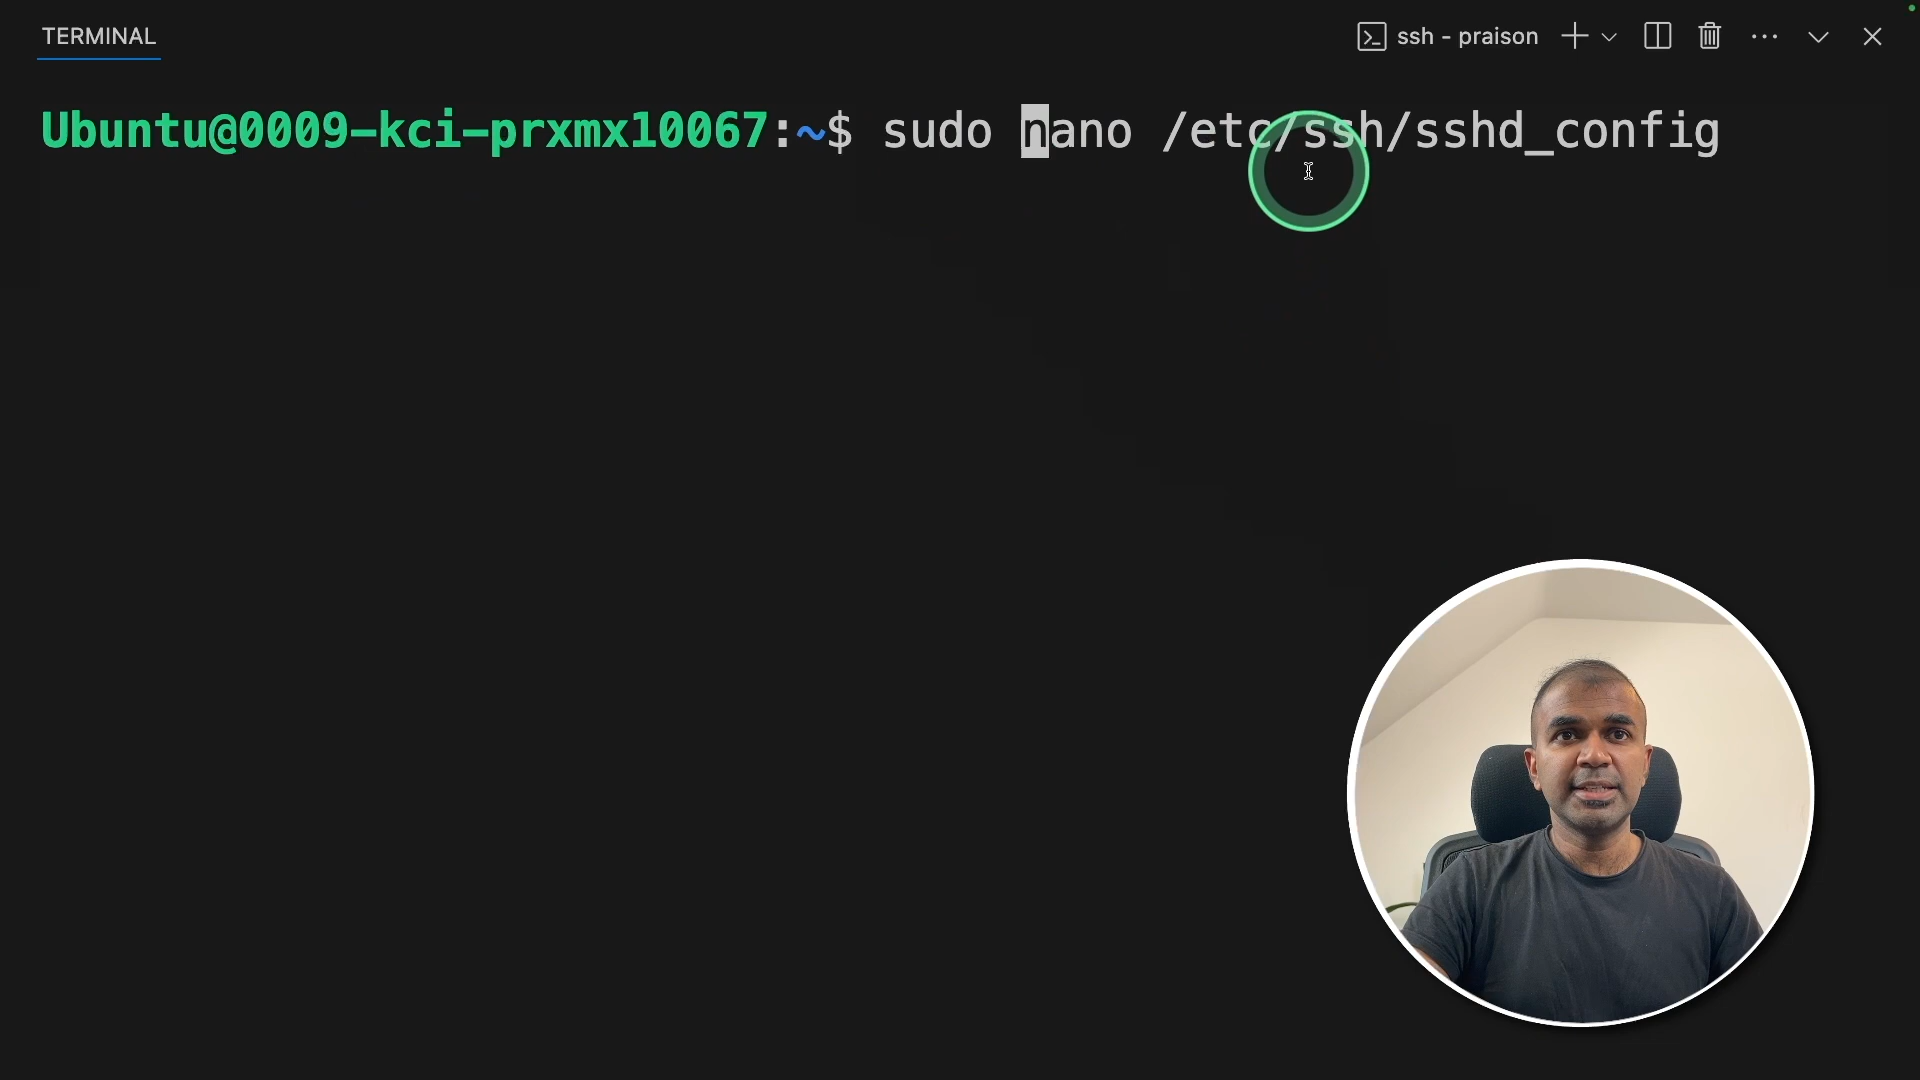 TERMINAL
ssh - praison
Ubuntu@0009-kci-prxmx10067:~$ sudo nano /etc/ssh/sshd_config